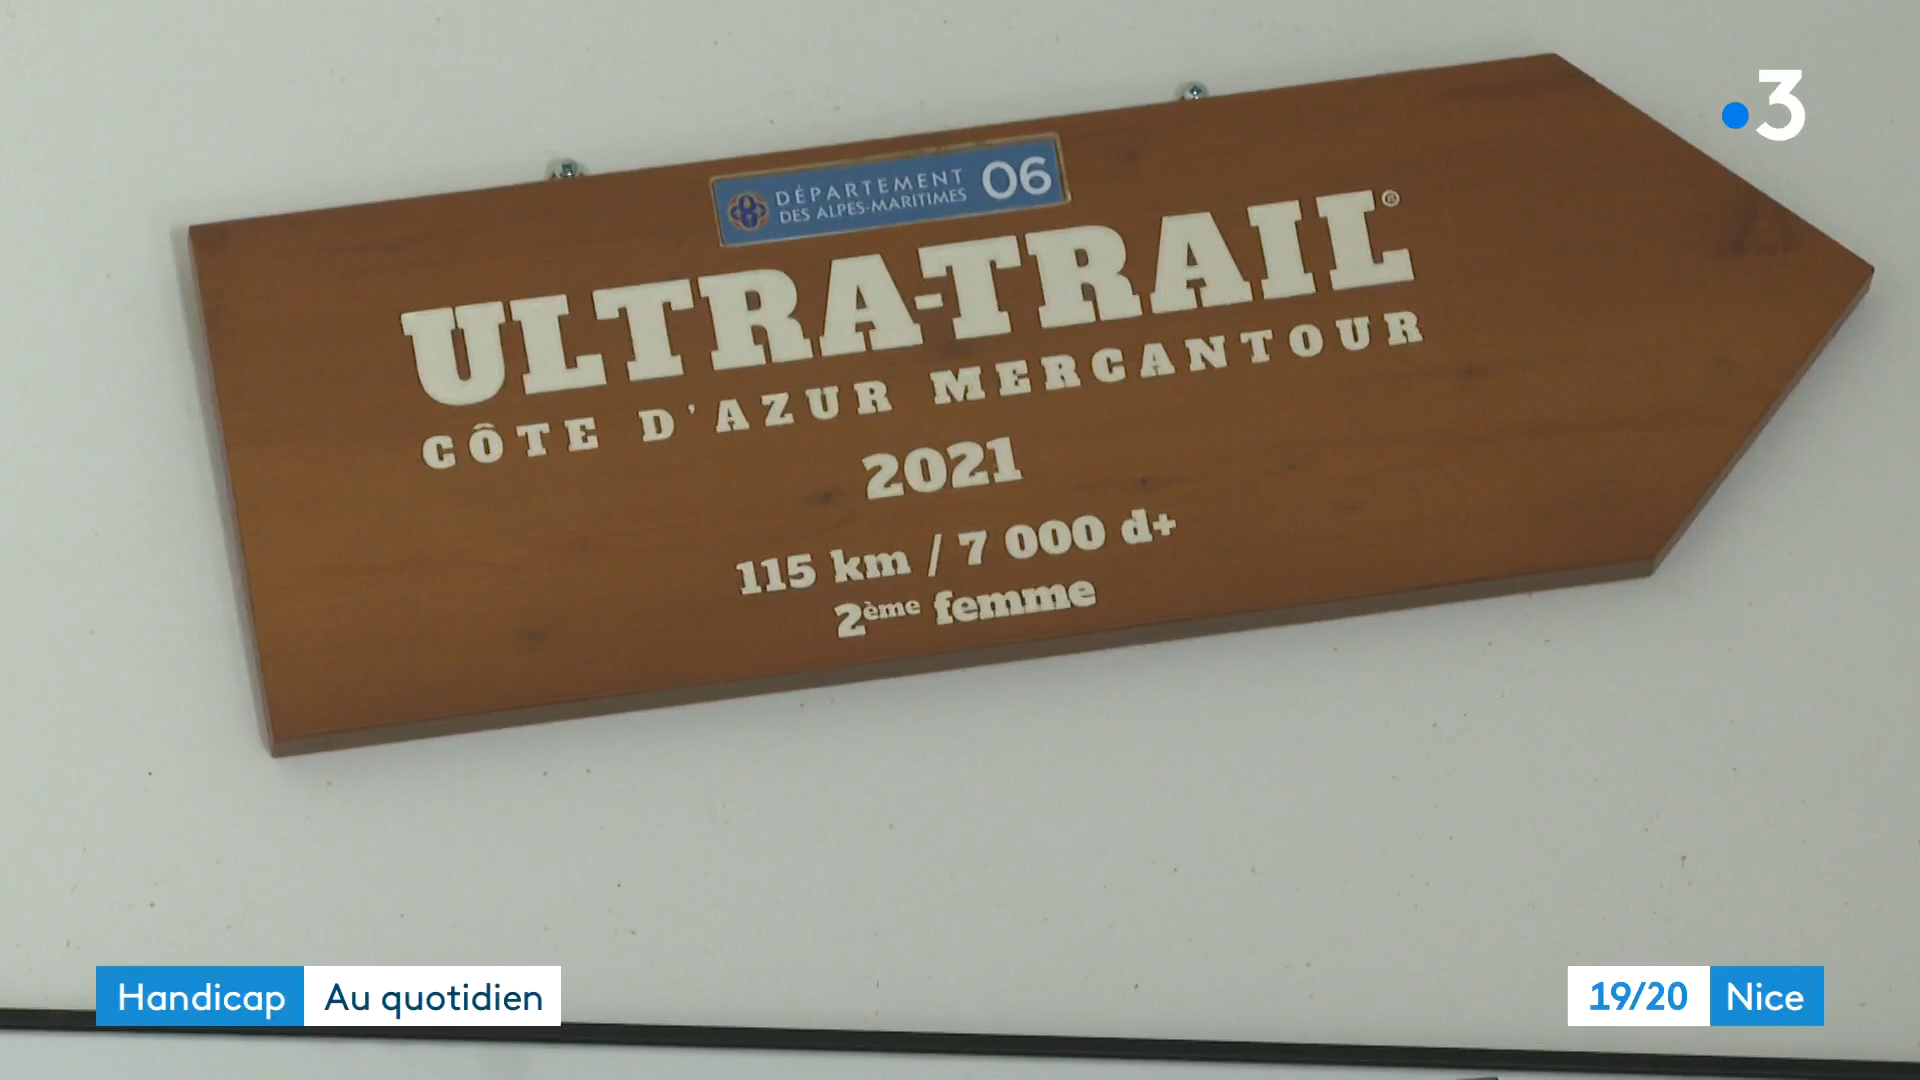 3
DÉPARTEMENT
DES ALPES-MARITIMES
06
ULTRA-TRAIL®
CÔTE D'AZUR MERCANTOUR
2021
115 km / 7 000 d+
2ème femme
Handicap Au quotidien
19/20 Nice